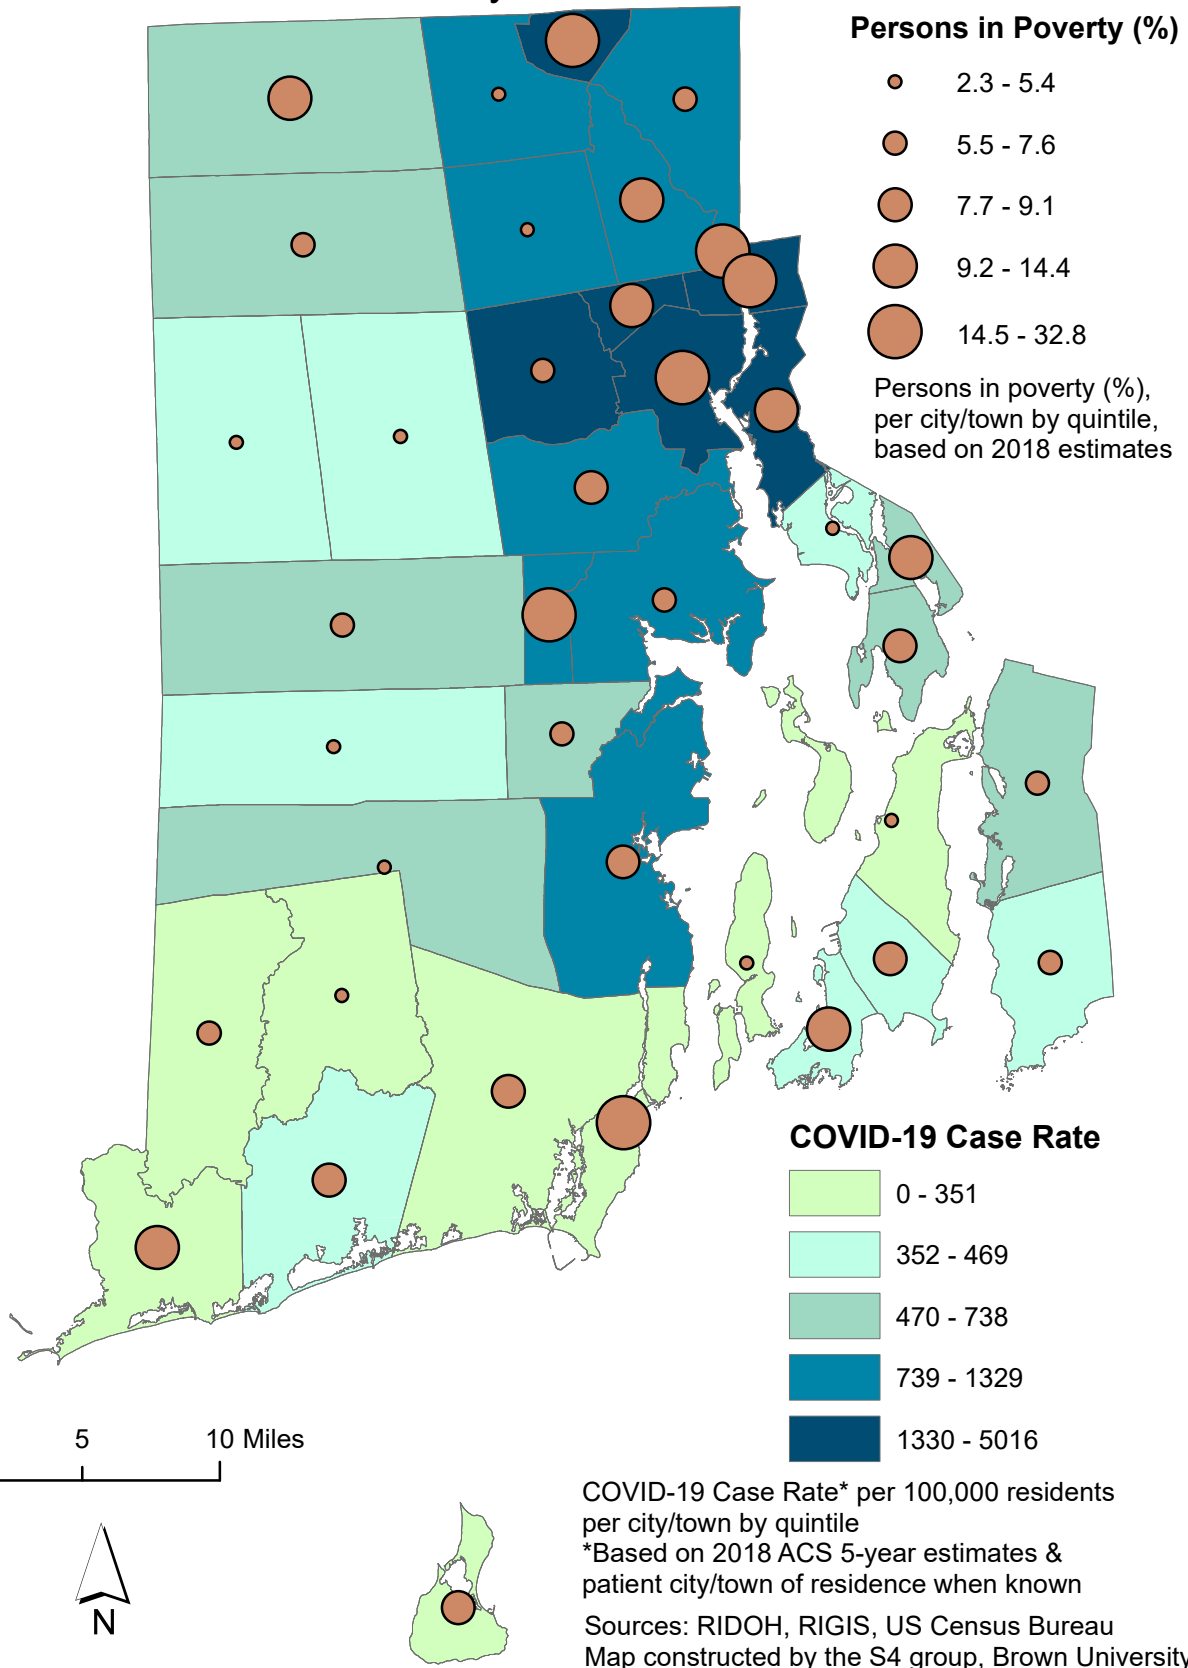 Persons in Poverty (%)
2.3 - 5.4
5.5 - 7.6
7.7 - 9.1
9.2 - 14.4
14.5 - 32.8
Persons in poverty (%),
per city/town by quintile,
based on 2018 estimates
COVID-19 Case Rate
0 - 351
352 - 469
470 - 738
739 - 1329
1330 - 5016
5
10 Miles
N
COVID-19 Case Rate* per 100,000 residents
per city/town by quintile
*Based on 2018 ACS 5-year estimates &
patient city/town of residence when known
Sources: RIDOH, RIGIS, US Census Bureau
Map constructed by the S4 group, Brown University